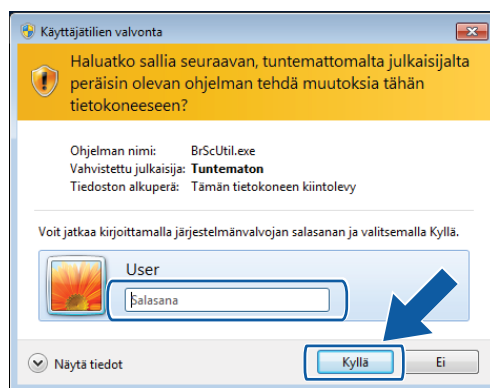 Käyttäjätilien valvonta
Haluatko sallia seuraavan, tuntemattomalta julkaisijalta
peräisin olevan ohjelman tehdä muutoksia tähän
tietokoneeseen?
Ohjelman nimi: BrScUtil.exe
Vahvistettu julkaisija: Tuntematon
Tiedoston alkuperä: Tämän tietokoneen kiintolevy
Voit jatkaa kirjoittamalla järjestelmänvalvojan salasanan ja valitsemalla Kyllä.
User
Salasana
Näytä tiedot
Kyllä
Ei